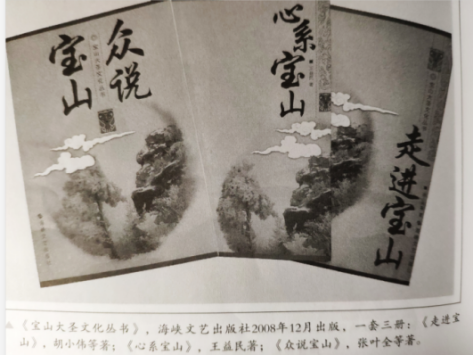 众说
宝山
心系宝山
走进宝山
《宝山大圣文化丛书》，海峡文艺出版社2008年12月出版，一套三册：《走进宝
山》，胡小伟等著；《心系宝山》，王益民著；《众说宝山》，张叶全等著。